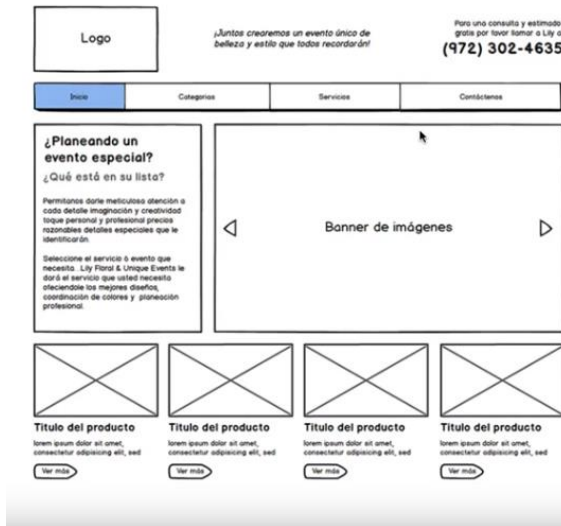 Logo
¡Juntos crearemos un evento único de
belleza y estilo que todos recordarán!
Para una consulta y estimado
gratis por favor llamar a Lily a
(972) 302-4635
Inicio
Categorias
Servicios
Contáctenos
¿Planeando un
evento especial?
¿Qué está en su lista?
Permitanos darle meticulosa atención a
cada detalle imaginación y creatividad
toque personal y profesional precios
razonables detalles especiales que le
identificarán
Seleccione el servicio ó evento que
necesita . Lily Floral & Unique Events le
dará el servicio que usted necesita
ofeciendole los mejores diseños,
coordinación de colores y planeación
profesional.
Banner de imágenes
Titulo del producto
lorem ipsum dolor sit amet,
consectetur adipisicing elit, sed
Ver más
Titulo del producto
lorem ipsum dolor sit amet,
consectetur adipisicing elit, sed
Ver más
Titulo del producto
lorem ipsum dolor sit amet,
consectetur adipisicing elit, sed
Ver más
Titulo del producto
lorem ipsum dolor sit amet,
consectetur adipisicing elit, sed
Ver más